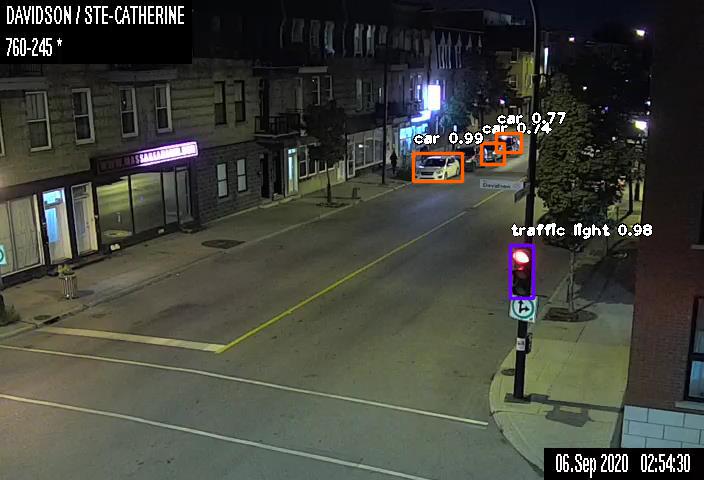 DAVIDSON / STE-CATHERINE
760-245 *
car 0.77
car 0.74
car 0.99
Davidson
traffic light 0.98
06.Sep 2020 02:54:30